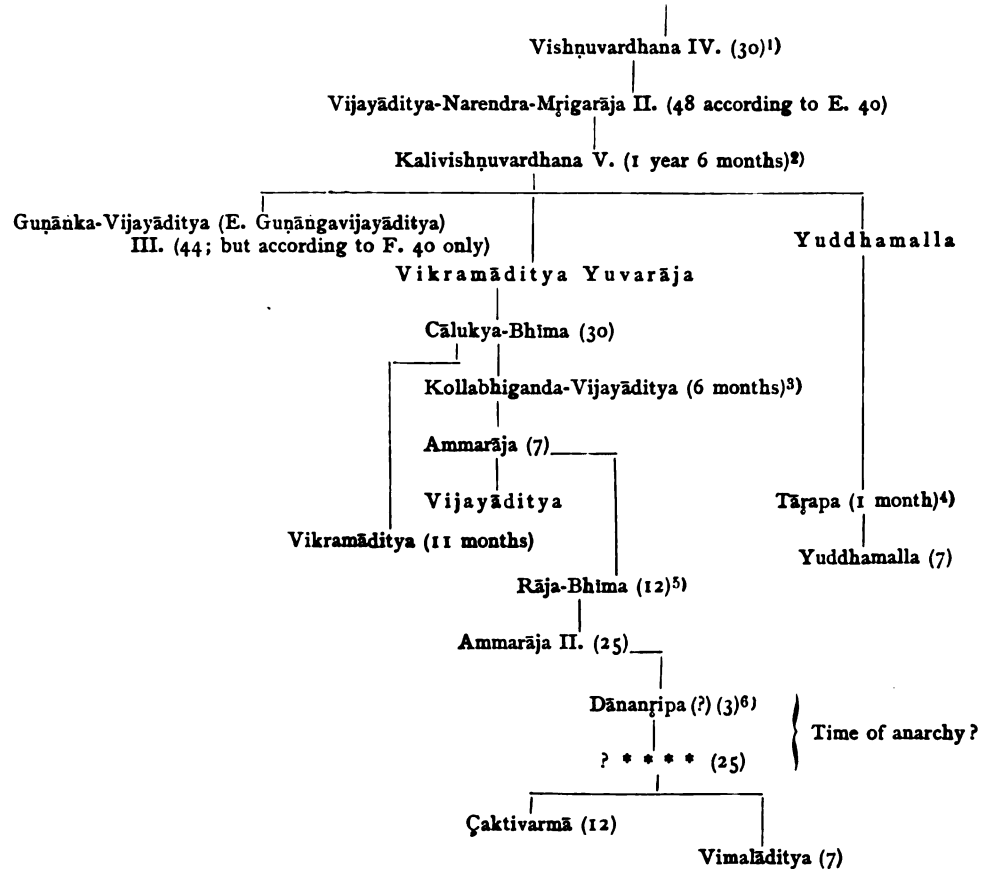 Vishṇuvardhana IV. (30)¹)
Vijayāditya-Narendra-Mṛigarāja II. (48 according to E. 40)
Kalivishṇuvardhana V. (1 year 6 months)²)
Guṇānka-Vijayāditya (E. Guṇāngavijayāditya)
III. (44; but according to F. 40 only)
Yuddhamalla
Vikramāditya Yuvarāja
Cālukya-Bhīma (30)
Kollabhiganda-Vijayāditya (6 months)³)
Ammarāja (7)
Vijayāditya
Tāṛapa (1 month)⁴)
Vikramāditya (11 months)
Yuddhamalla (7)
Rāja-Bhīma (12)⁵)
Ammarāja II. (25)
Dānanṛipa (?) (3)⁶)
Time of anarchy?
? * * * * (25)
Çaktivarmā (12)
Vimalāditya (7)